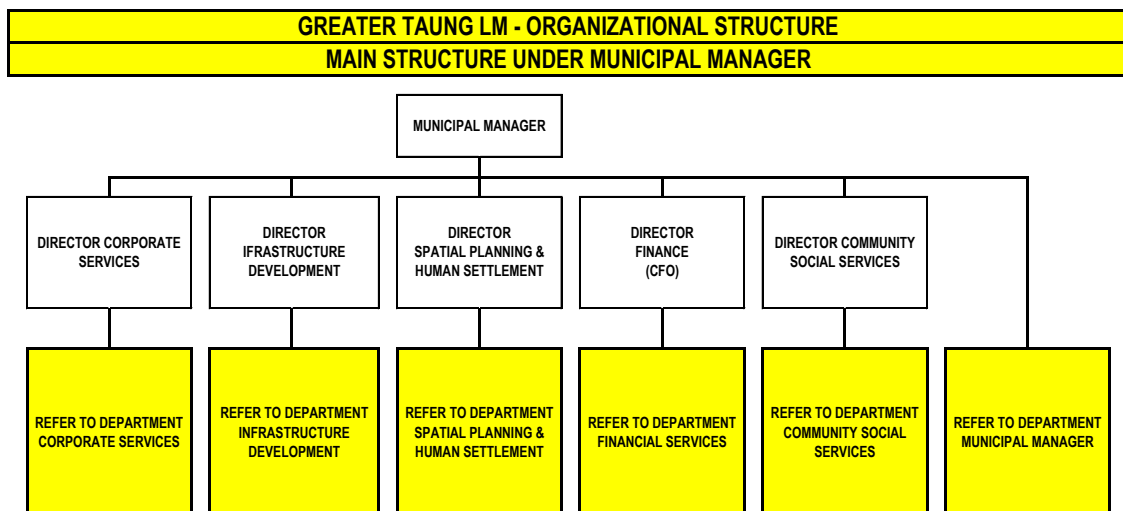 GREATER TAUNG LM - ORGANIZATIONAL STRUCTURE
MAIN STRUCTURE UNDER MUNICIPAL MANAGER
MUNICIPAL MANAGER
DIRECTOR CORPORATE
SERVICES
DIRECTOR
IFRASTRUCTURE
DEVELOPMENT
DIRECTOR
SPATIAL PLANNING &
HUMAN SETTLEMENT
DIRECTOR
FINANCE
(CFO)
DIRECTOR COMMUNITY
SOCIAL SERVICES
REFER TO DEPARTMENT
CORPORATE SERVICES
REFER TO DEPARTMENT
INFRASTRUCTURE
DEVELOPMENT
REFER TO DEPARTMENT
SPATIAL PLANNING &
HUMAN SETTLEMENT
REFER TO DEPARTMENT
FINANCIAL SERVICES
REFER TO DEPARTMENT
COMMUNITY SOCIAL
SERVICES
REFER TO DEPARTMENT
MUNICIPAL MANAGER